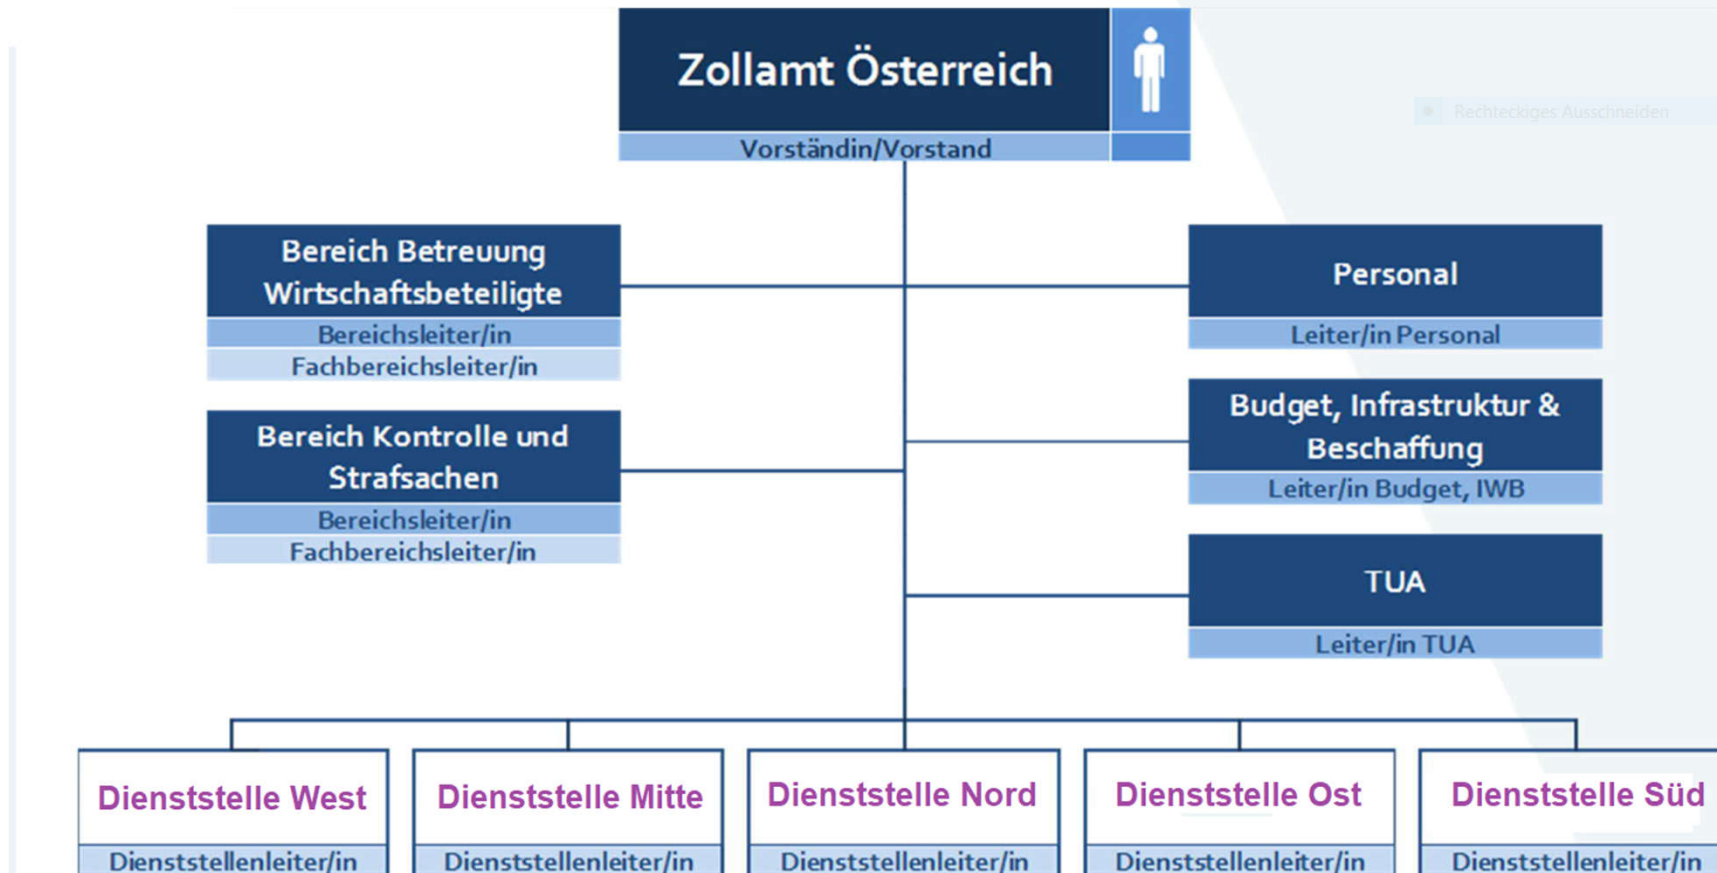 Zollamt Österreich
Vorständin/Vorstand
Rechteckiges Ausschneiden
Bereich Betreuung
Wirtschaftsbeteiligte
Bereichsleiter/in
Fachbereichsleiter/in
Personal
Leiter/in Personal
Bereich Kontrolle und
Strafsachen
Bereichsleiter/in
Fachbereichsleiter/in
Budget, Infrastruktur &
Beschaffung
Leiter/in Budget, IWB
TUA
Leiter/in TUA
Dienststelle West
Dienststellenleiter/in
Dienststelle Mitte
Dienststellenleiter/in
Dienststelle Nord
Dienststellenleiter/in
Dienststelle Ost
Dienststellenleiter/in
Dienststelle Süd
Dienststellenleiter/in